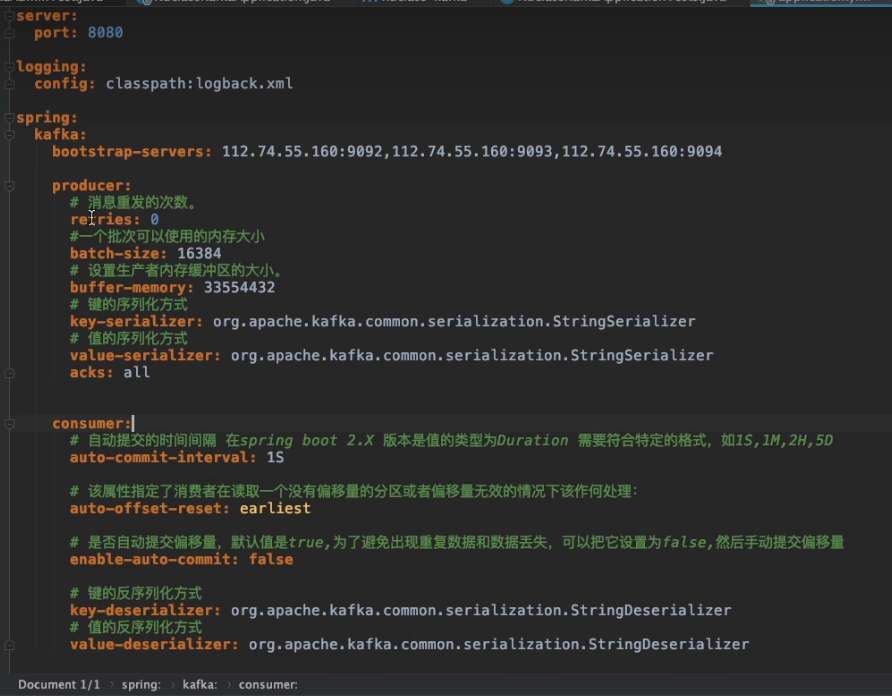 server:
port: 8080
logging:
config: classpath:logback.xml
spring:
kafka:
bootstrap-servers: 112.74.55.160:9092,112.74.55.160:9093,112.74.55.160:9094
producer:
# 消息重发的次数。
retries: 0
#一个批次可以使用的内存大小
batch-size: 16384
# 设置生产者内存缓冲区的大小。
buffer-memory: 33554432
# 键的序列化方式
key-serializer: org.apache.kafka.common.serialization.StringSerializer
# 值的序列化方式
value-serializer: org.apache.kafka.common.serialization.StringSerializer
acks: all
consumer:
# 自动提交的时间间隔 在spring boot 2.X 版本是值的类型为Duration 需要符合特定的格式，如1S,1M,2H,5D
auto-commit-interval: 1S
# 该属性指定了消费者在读取一个没有偏移量的分区或者偏移量无效的情况下该作何处理：
auto-offset-reset: earliest
# 是否自动提交偏移量，默认值是true,为了避免出现重复数据和数据丢失，可以把它设置为false,然后手动提交偏移量
enable-auto-commit: false
# 键的反序列化方式
key-deserializer: org.apache.kafka.common.serialization.StringDeserializer
# 值的反序列化方式
value-deserializer: org.apache.kafka.common.serialization.StringDeserializer
Document 1/1 spring: kafka: consumer: